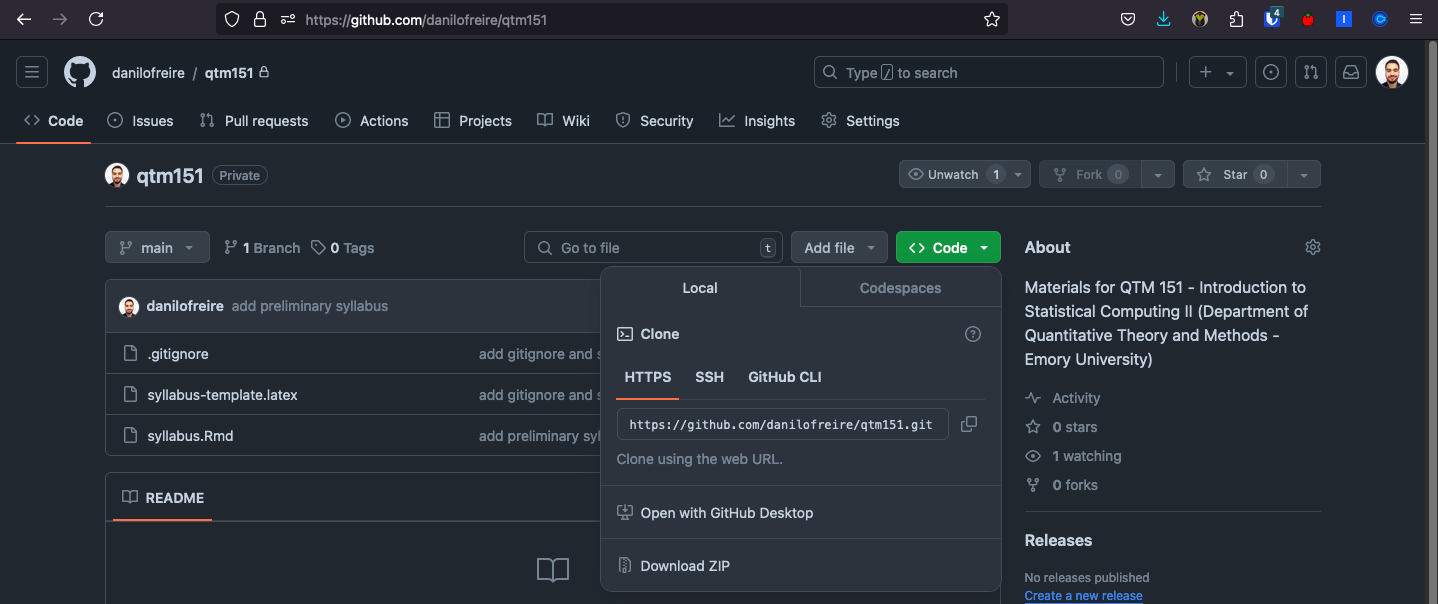 https://github.com/danilofreire/qtm151
4
I
C
danilofreire / qtm151
Type / to search
Code Issues Pull requests Actions Projects Wiki Security Insights Settings
qtm151 Private
Unwatch 1 Fork 0 Star 0
main 1 Branch 0 Tags
Go to file t
Add file
Code
About
Materials for QTM 151 - Introduction to
Statistical Computing II (Department of
Quantitative Theory and Methods -
Emory University)
Activity
0 stars
1 watching
0 forks
Releases
No releases published
Create a new release
danilofreire add preliminary syllabus
.gitignore add gitignore and s
syllabus-template.latex add gitignore and s
syllabus.Rmd add preliminary syl
README
Local Codespaces
Clone
HTTPS SSH GitHub CLI
https://github.com/danilofreire/qtm151.git
Clone using the web URL.
Open with GitHub Desktop
Download ZIP